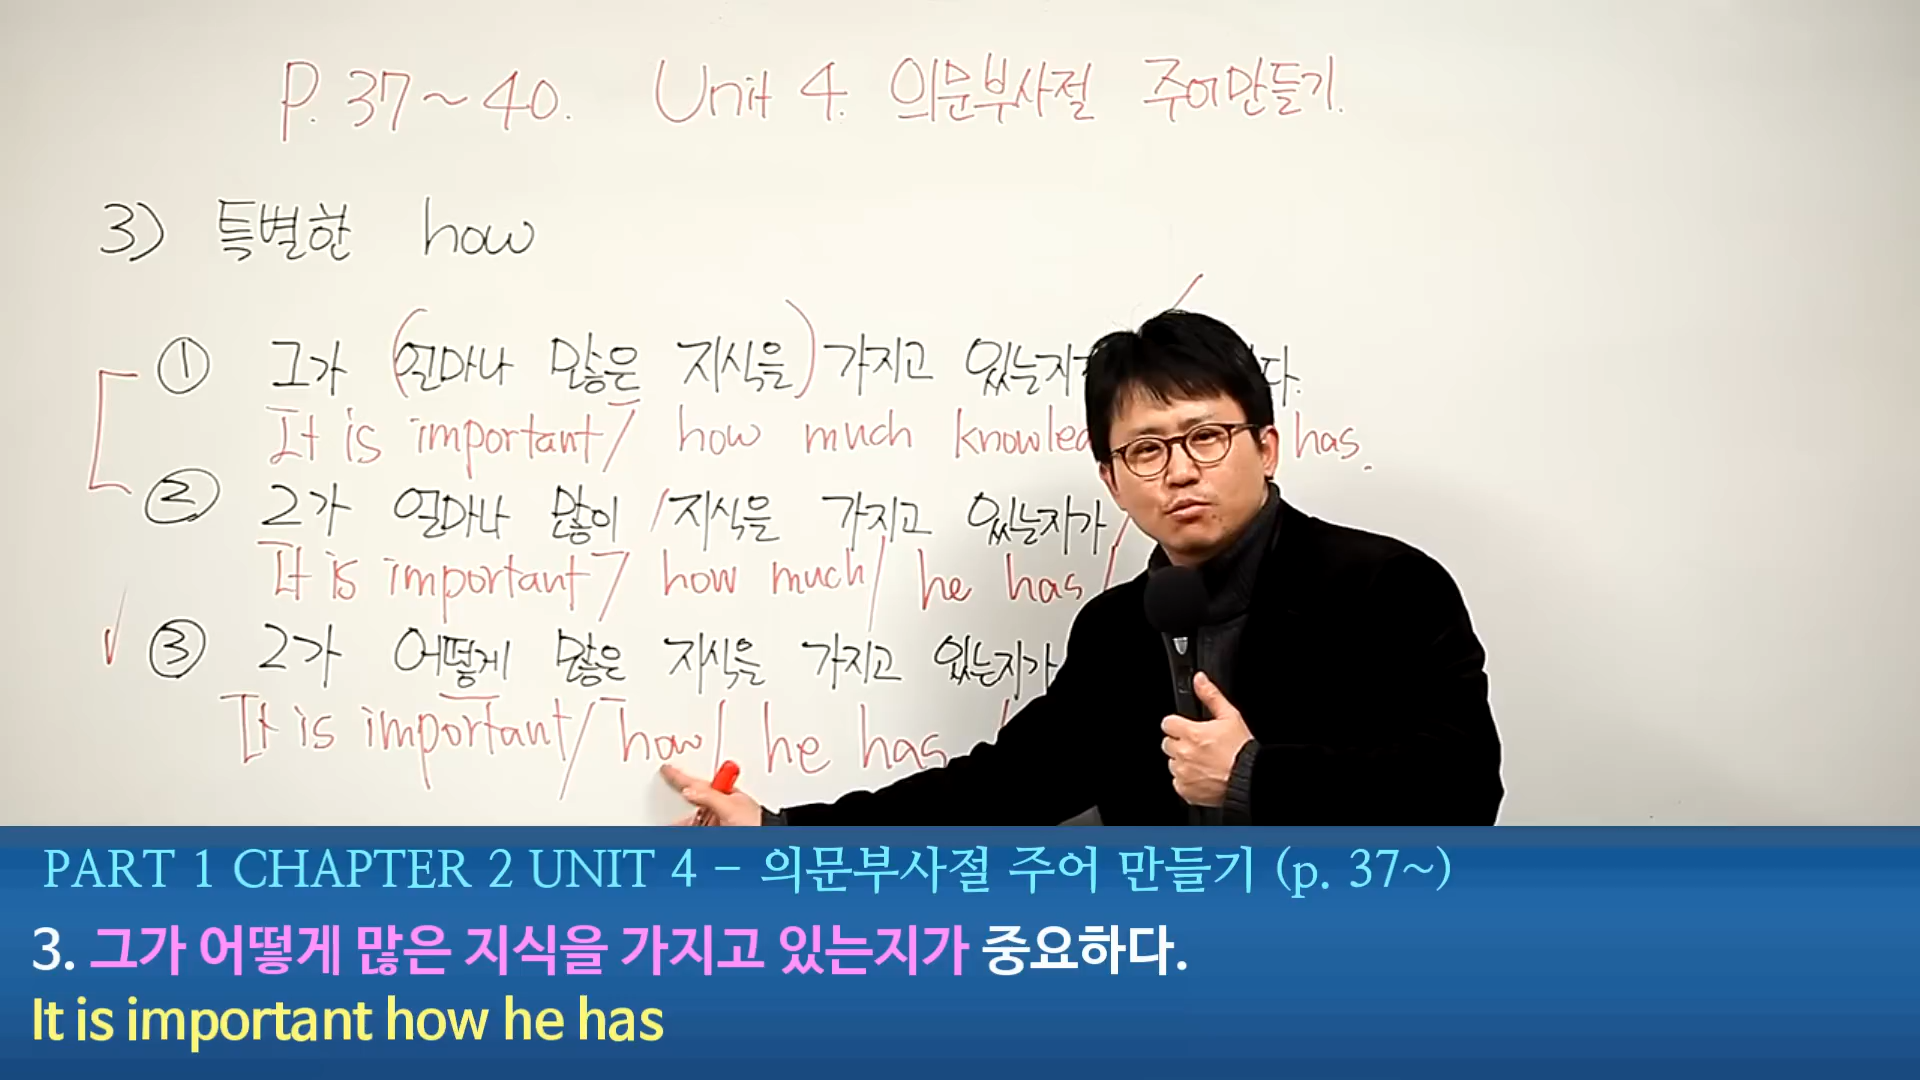 P. 37~40. Unit 4. 의문부사절 주어만들기.
3) 특별한 how
① 그가 (얼마나 많은 지식을) 가지고 있는지 다.
It is important / how much has.
② 그가 얼마나 많이 / 지식을 가지고 있는지가 /
It is important / how much / he has /
✓ ③ 그가 어떻게 많은 지식을 가지고 있는지가
It is important / how / he has
PART 1 CHAPTER 2 UNIT 4 - 의문부사절 주어 만들기 (p. 37~)
3. 그가 어떻게 많은 지식을 가지고 있는지가 중요하다.
It is important how he has